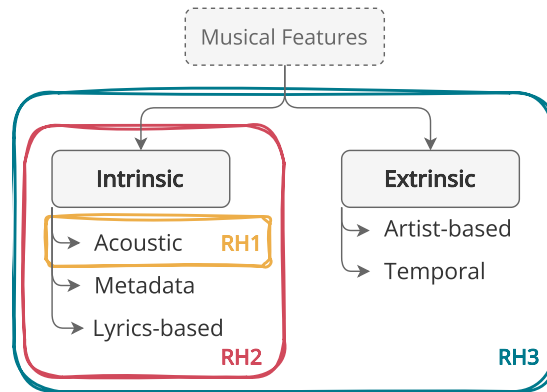 Musical Features
Intrinsic
Extrinsic
Acoustic RH1
Metadata
Lyrics-based
RH2
Artist-based
Temporal
RH3